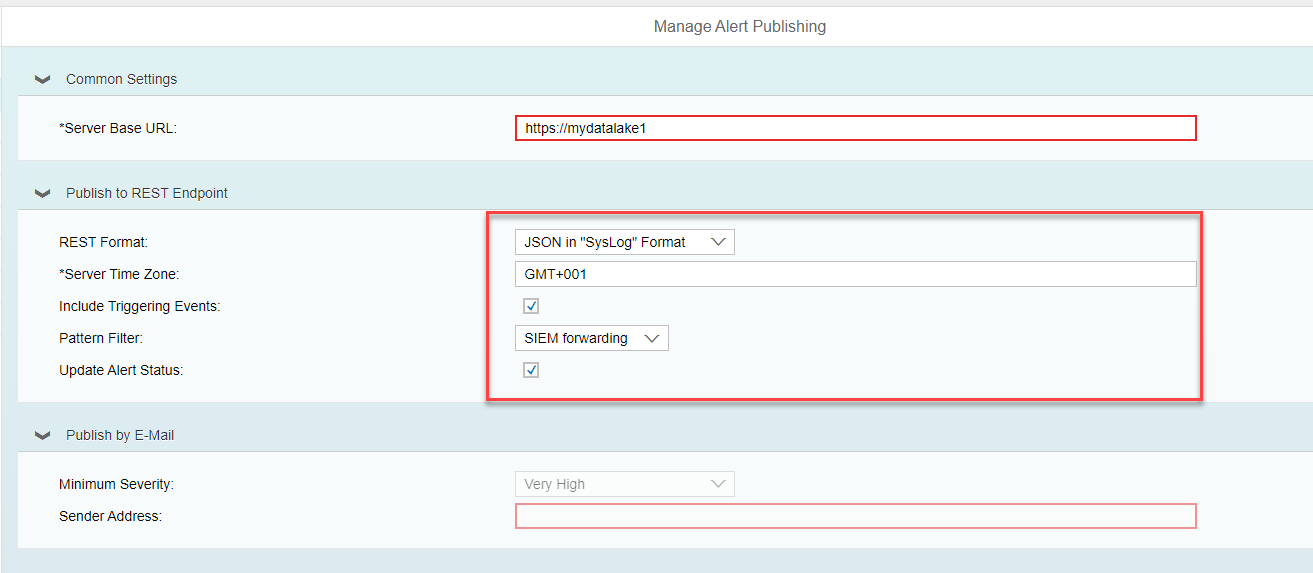 Manage Alert Publishing
Common Settings
*Server Base URL: https://mydatalake1
Publish to REST Endpoint
REST Format: JSON in "SysLog" Format
*Server Time Zone: GMT+001
Include Triggering Events:
Pattern Filter: SIEM forwarding
Update Alert Status:
Publish by E-Mail
Minimum Severity: Very High
Sender Address: